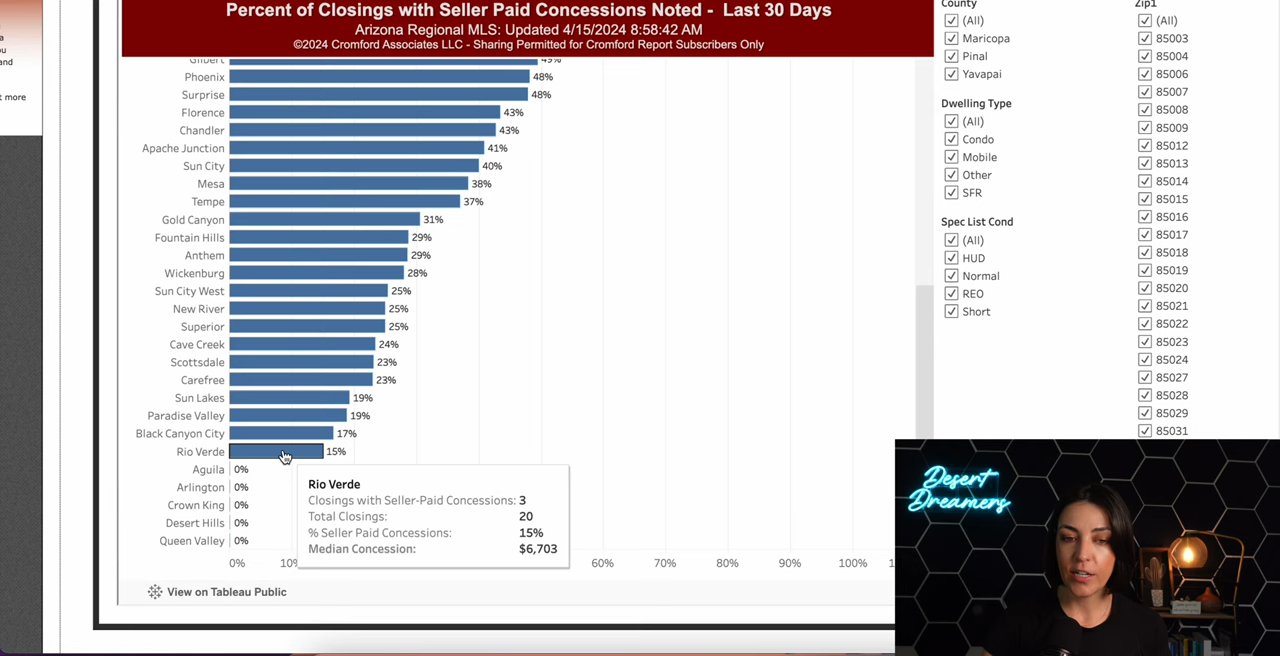 Percent of Closings with Seller Paid Concessions Noted - Last 30 Days
Arizona Regional MLS: Updated 4/15/2024 8:58:42 AM
©2024 Cromford Associates LLC - Sharing Permitted for Cromford Report Subscribers Only
and
t more
Gilbert 49%
Phoenix 48%
Surprise 48%
Florence 43%
Chandler 43%
Apache Junction 41%
Sun City 40%
Mesa 38%
Tempe 37%
Gold Canyon 31%
Fountain Hills 29%
Anthem 29%
Wickenburg 28%
Sun City West 25%
New River 25%
Superior 25%
Cave Creek 24%
Scottsdale 23%
Carefree 23%
Sun Lakes 19%
Paradise Valley 19%
Black Canyon City 17%
Rio Verde 15%
Aguila 0%
Arlington 0%
Crown King 0%
Desert Hills 0%
Queen Valley 0%
Rio Verde
Closings with Seller-Paid Concessions: 3
Total Closings: 20
% Seller Paid Concessions: 15%
Median Concession: $6,703
0% 10% 60% 70% 80% 90% 100%
View on Tableau Public
County
(All)
Maricopa
Pinal
Yavapai
Dwelling Type
(All)
Condo
Mobile
Other
SFR
Spec List Cond
(All)
HUD
Normal
REO
Short
Zip1
(All)
85003
85004
85006
85007
85008
85009
85012
85013
85014
85015
85016
85017
85018
85019
85020
85021
85022
85023
85024
85027
85028
85029
85031
Desert
Dreamers